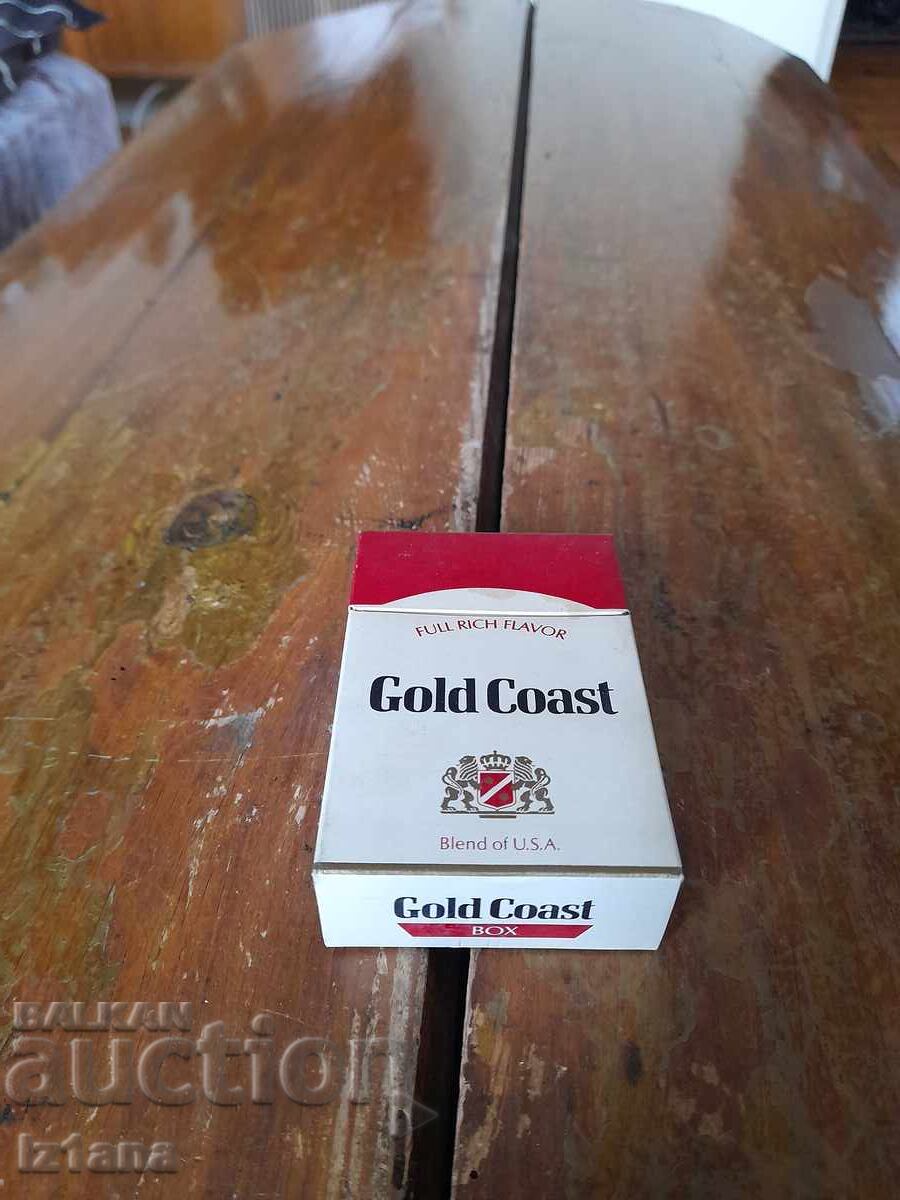 FULL RICH FLAVOR
Gold Coast
Blend of U.S.A.
Gold Coast
BOX
BALKAN
auction
Iz1ana